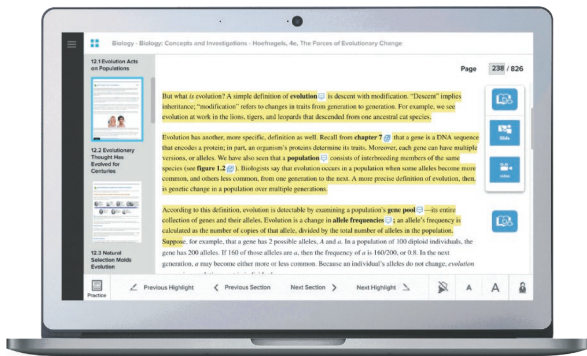 Biology - Biology: Concepts and Investigations - Hoefnagels, 4e, The Forces of Evolutionary Change
12.1 Evolution Acts
on Populations
12.2 Evolutionary
Thought Has
Evolved for
Centuries
12.3 Natural
Selection Molds
Evolution
Page 238 / 826
But what is evolution? A simple definition of evolution is descent with modification. "Descent" implies
inheritance; "modification" refers to changes in traits from generation to generation. For example, we see
evolution at work in the lions, tigers, and leopards that descended from one ancestral cat species.
Evolution has another, more specific, definition as well. Recall from chapter 7 that a gene is a DNA sequence
that encodes a protein; in part, an organism's proteins determine its traits. Moreover, each gene can have multiple
versions, or alleles. We have also seen that a population consists of interbreeding members of the same
species (see figure 1.2). Biologists say that evolution occurs in a population when some alleles become more
common, and others less common, from one generation to the next. A more precise definition of evolution, then,
is genetic change in a population over multiple generations.
According to this definition, evolution is detectable by examining a population's gene pool—its entire
collection of genes and their alleles. Evolution is a change in allele frequencies; an allele's frequency is
calculated as the number of copies of that allele, divided by the total number of alleles in the population.
Suppose, for example, that a gene has 2 possible alleles, A and a. In a population of 100 diploid individuals, the
gene has 200 alleles. If 160 of those alleles are a, then the frequency of a is 160/200, or 0.8. In the next
generation, a may become either more or less common. Because an individual's alleles do not change, evolution
Slide
Practice
Previous Highlight
Previous Section
Next Section
Next Highlight
A
A